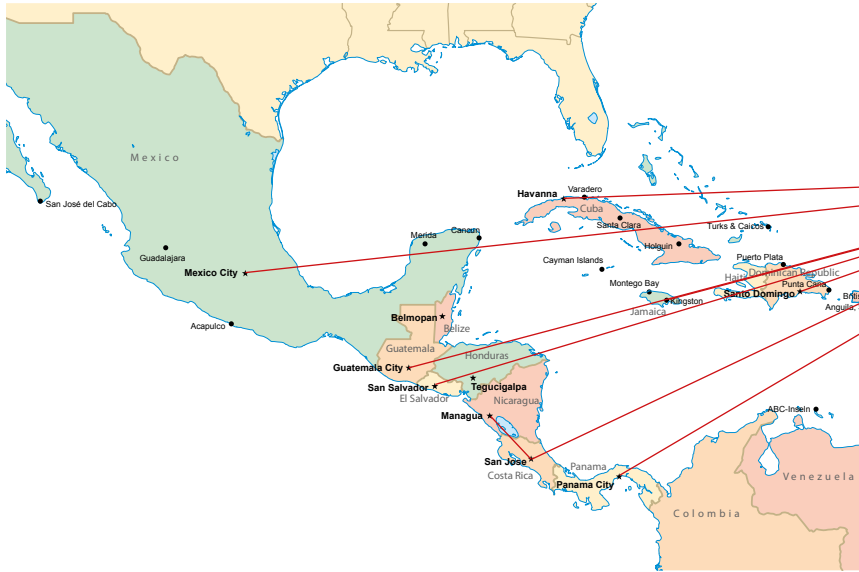 Mexico
San José del Cabo
Guadalajara
Mexico City
Acapulco
Merida
Cancun
Havanna
Varadero
Cuba
Santa Clara
Holguin
Turks & Caicos
Cayman Islands
Puerto Plata
Haiti
Dominican Republic
Montego Bay
Punta Cana
Santo Domingo
Kingston
Jamaica
Briti
Anguila,
Belmopan
Belize
Guatemala
Honduras
Guatemala City
San Salvador
El Salvador
Tegucigalpa
Nicaragua
Managua
ABC-Inseln
San Jose
Costa Rica
Panama
Panama City
Venezuela
Colombia